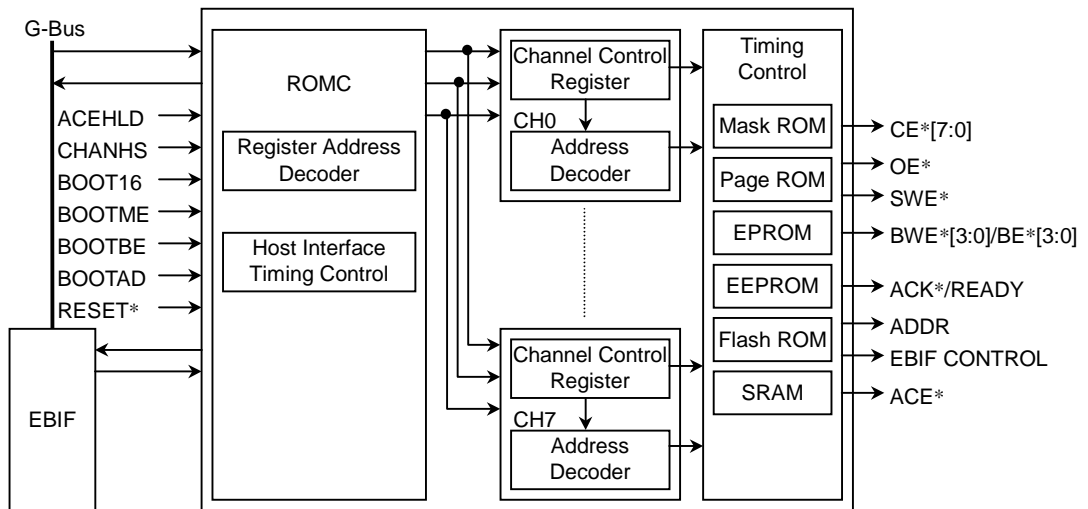 G-Bus
ACEHLD
CHANHS
BOOT16
BOOTME
BOOTBE
BOOTAD
RESET*
EBIF
ROMC
Register Address
Decoder
Host Interface
Timing Control
Channel Control
Register
CH0
Address
Decoder
Channel Control
Register
CH7
Address
Decoder
Timing
Control
Mask ROM
Page ROM
EPROM
EEPROM
Flash ROM
SRAM
CE*[7:0]
OE*
SWE*
BWE*[3:0]/BE*[3:0]
ACK*/READY
ADDR
EBIF CONTROL
ACE*